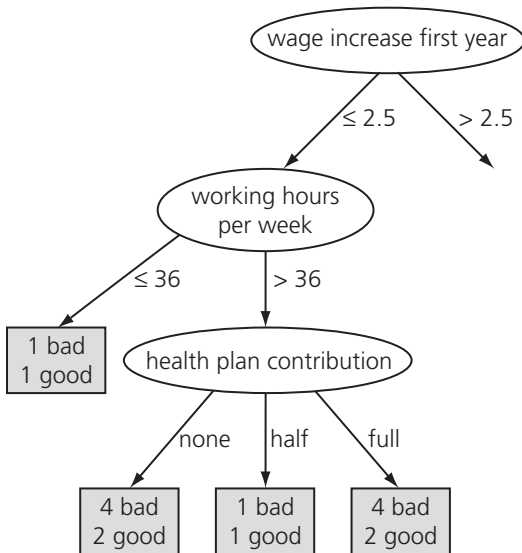 wage increase first year
≤ 2.5
> 2.5
working hours
per week
≤ 36
> 36
1 bad
1 good
health plan contribution
none
half
full
4 bad
2 good
1 bad
1 good
4 bad
2 good